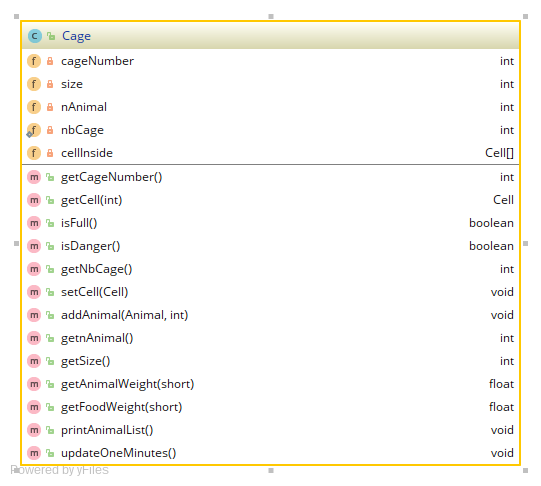 C Cage
f cageNumber int
f size int
f nAnimal int
f nbCage int
f cellInside Cell[]
m getCageNumber() int
m getCell(int) Cell
m isFull() boolean
m isDanger() boolean
m getNbCage() int
m setCell(Cell) void
m addAnimal(Animal, int) void
m getnAnimal() int
m getSize() int
m getAnimalWeight(short) float
m getFoodWeight(short) float
m printAnimalList() void
m updateOneMinutes() void
Powered by yFiles